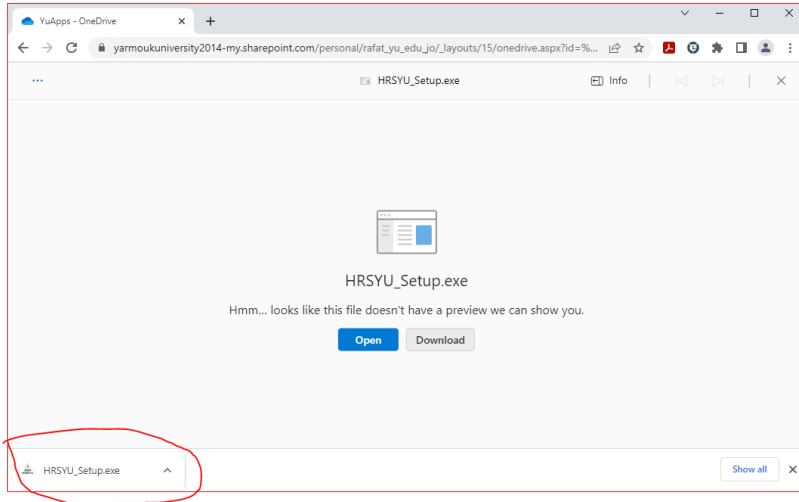 YuApps - OneDrive
yarmoukuniversity2014-my.sharepoint.com/personal/rafat_yu_edu_jo/_layouts/15/onedrive.aspx?id=%...
HRSYU_Setup.exe
Info
HRSYU_Setup.exe
Hmm... looks like this file doesn't have a preview we can show you.
Open Download
HRSYU_Setup.exe
Show all